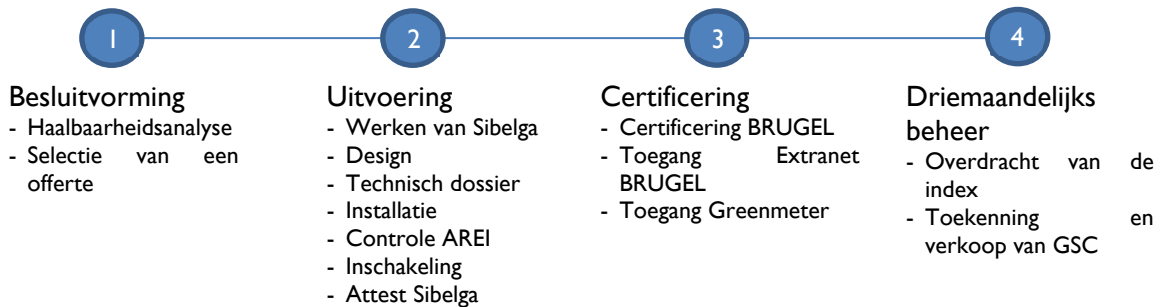 1
Besluitvorming
- Haalbaarheidsanalyse
- Selectie van een
offerte
2
Uitvoering
- Werken van Sibelga
- Design
- Technisch dossier
- Installatie
- Controle AREI
- Inschakeling
- Attest Sibelga
3
Certificering
- Certificering BRUGEL
- Toegang Extranet
BRUGEL
- Toegang Greenmeter
4
Driemaandelijks
beheer
- Overdracht van de
index
- Toekenning en
verkoop van GSC